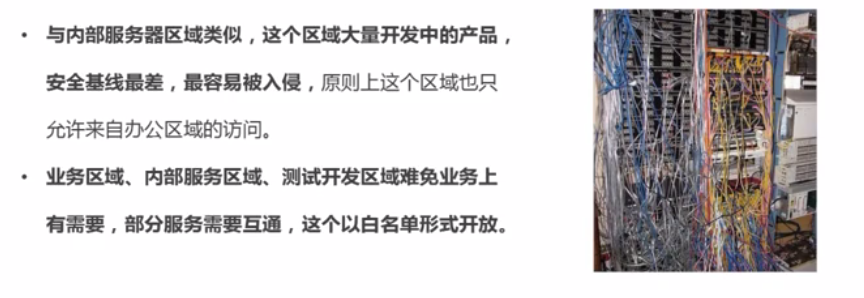 • 与内部服务器区域类似，这个区域大量开发中的产品，
安全基线最差，最容易被入侵，原则上这个区域也只
允许来自办公区域的访问。
• 业务区域、内部服务区域、测试开发区域难免业务上
有需要，部分服务需要互通，这个以白名单形式开放。